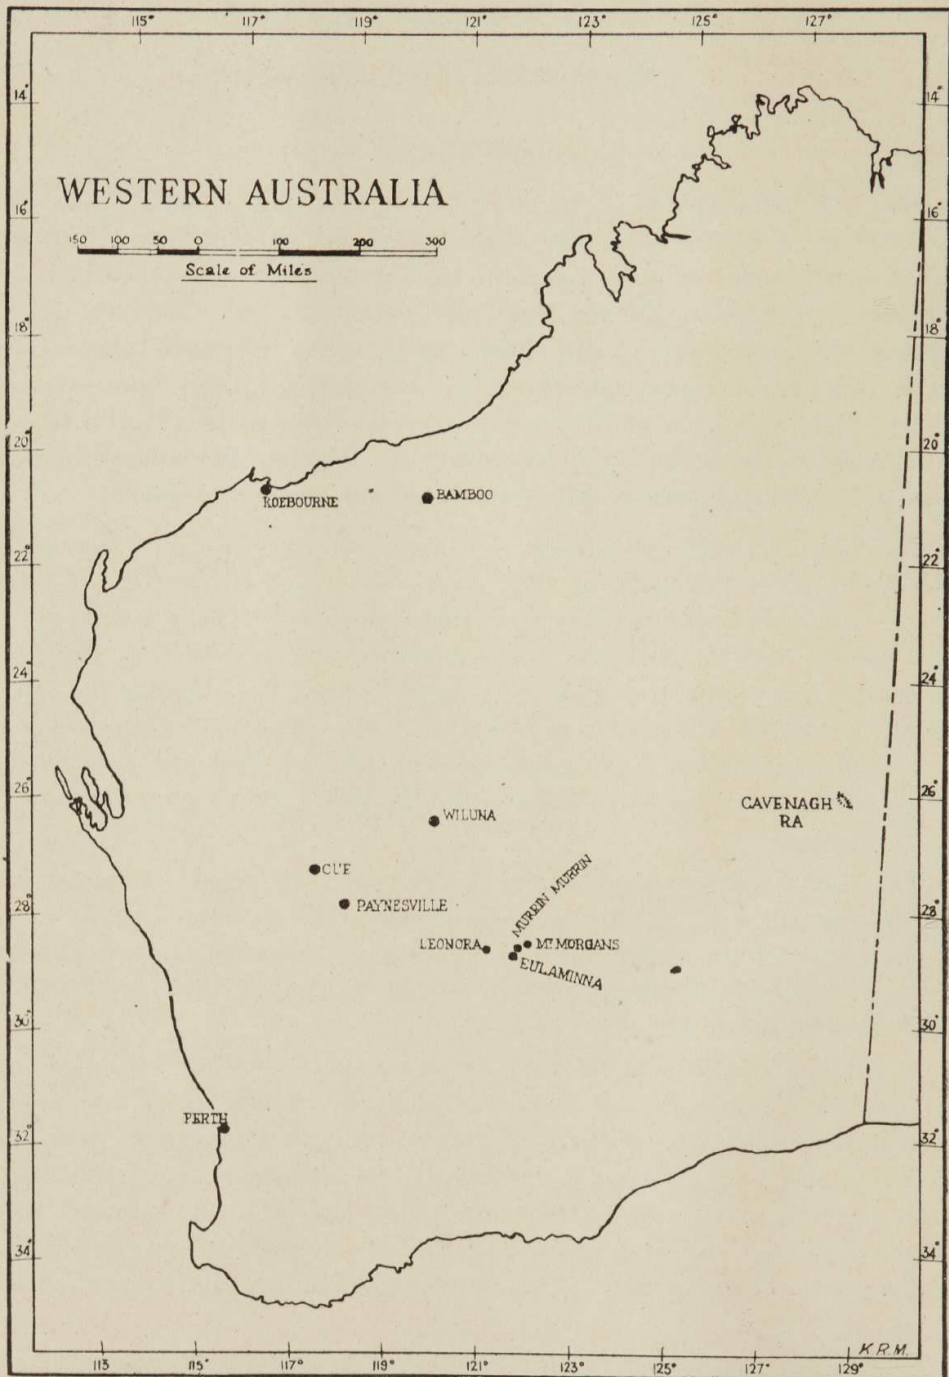 115° 117° 119° 121° 123° 125° 127°
14° 14°
WESTERN AUSTRALIA
16° 16°
150 100 50 0 100 200 300
Scale of Miles
18° 18°
20° 20°
ROEBOURNE
BAMBOO
22° 22°
24° 24°
26° 26°
CAVENAGH
RA
WILUNA
CUE
PAYNESVILLE
28° 28°
MURRIN MURRIN
LEONORA
MT MORGANS
EULAMINNA
30° 30°
PERTH
32° 32°
34° 34°
K.R.M.
113 115° 117° 119° 121° 123° 125° 127° 129°